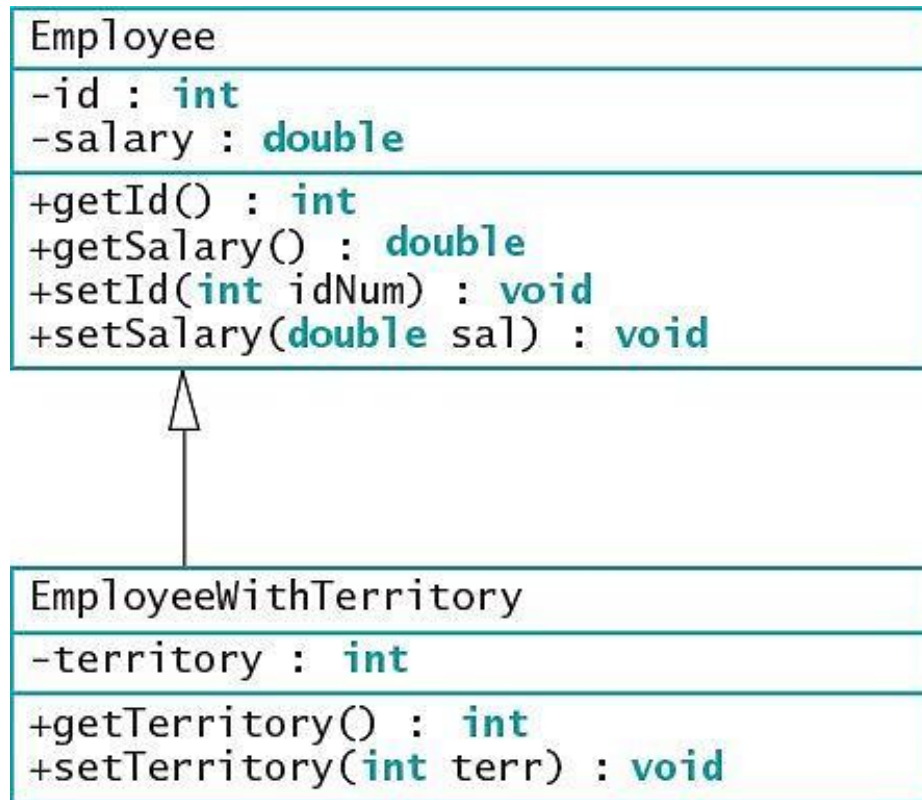 Employee
-id : int
-salary : double
+getId() : int
+getSalary() : double
+setId(int idNum) : void
+setSalary(double sal) : void
EmployeeWithTerritory
-territory : int
+getTerritory() : int
+setTerritory(int terr) : void